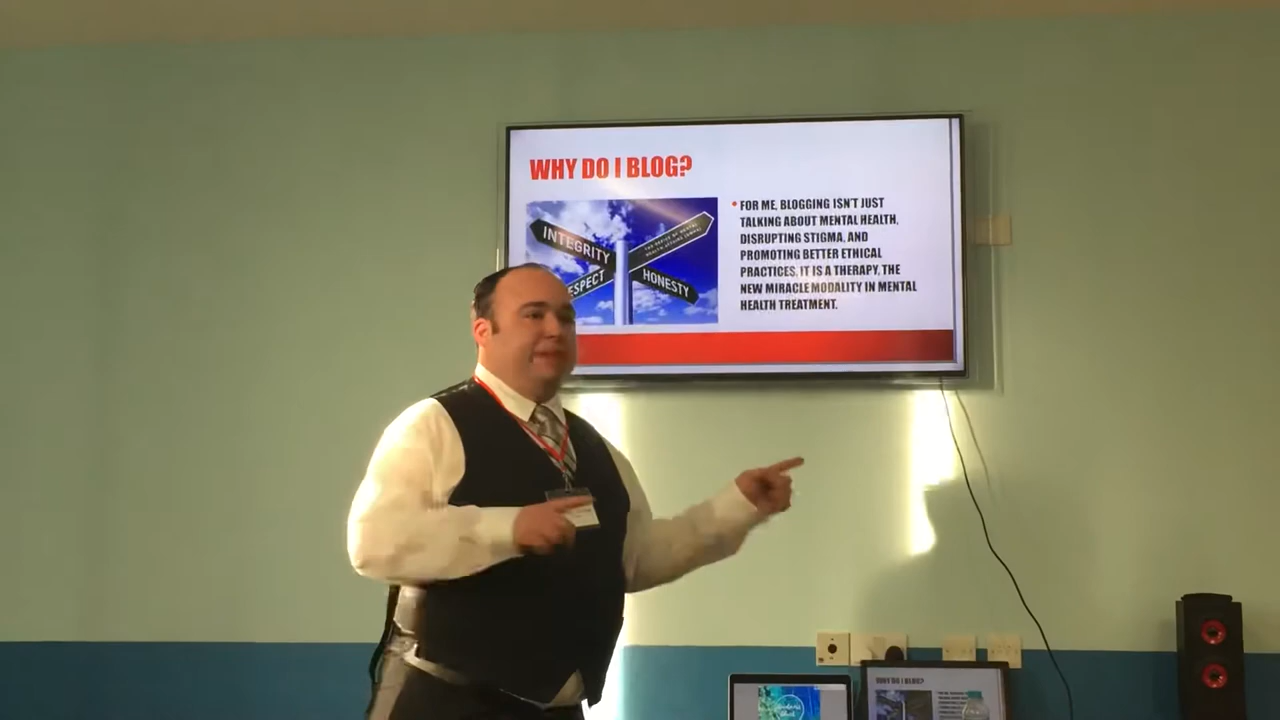 WHY DO I BLOG?
INTEGRITY
ESPECT
HONESTY
• FOR ME, BLOGGING ISN'T JUST
TALKING ABOUT MENTAL HEALTH,
DISRUPTING STIGMA, AND
PROMOTING BETTER ETHICAL
PRACTICES. IT IS A THERAPY, THE
NEW MIRACLE MODALITY IN MENTAL
HEALTH TREATMENT.
WHY DO I BLOG?